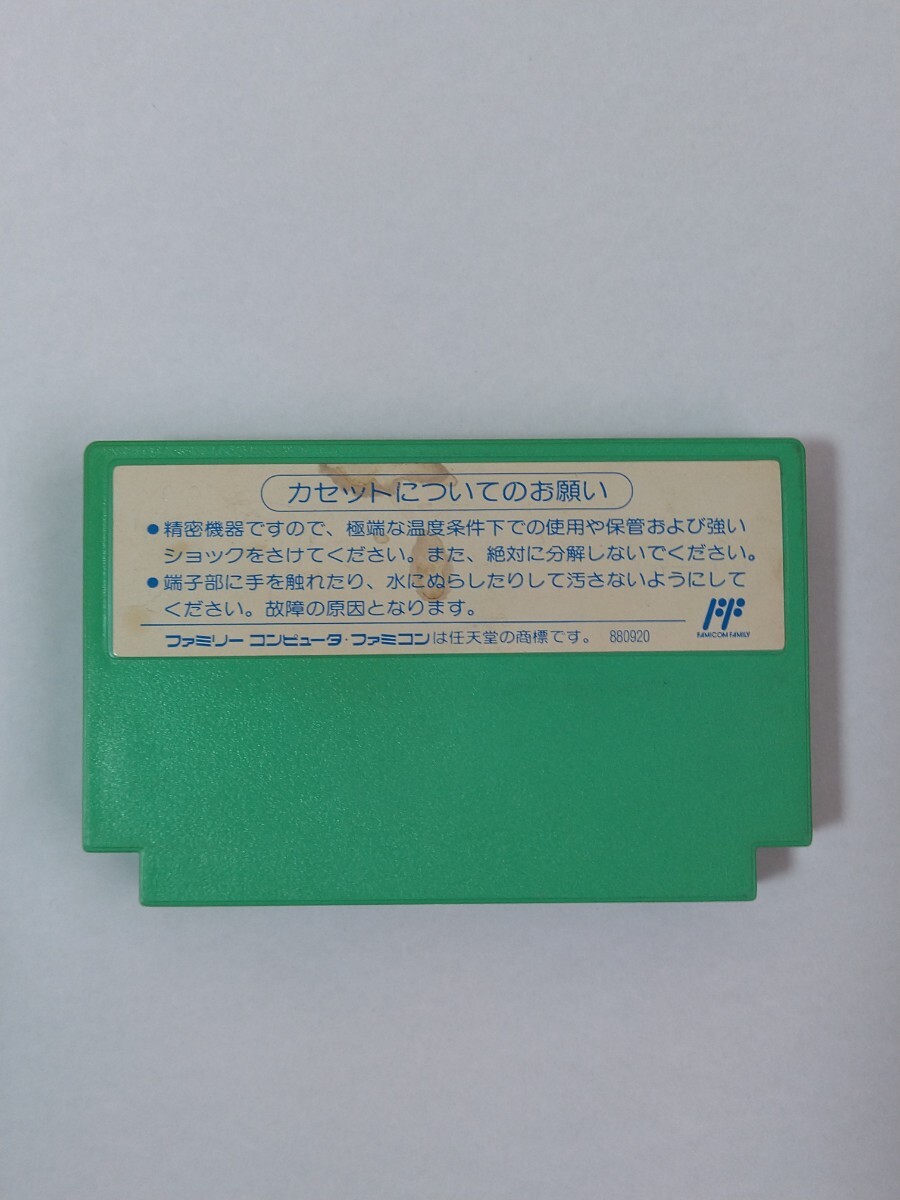 カセットについてのお願い
●精密機器ですので、極端な温度条件下での使用や保管および強い
ショックをさけてください。また、絶対に分解しないでください。
●端子部に手を触れたり、水にぬらしたりして汚さないようにして
ください。故障の原因となります。
FAMICOM FAMILY
ファミリー コンピュータ・ファミコンは任天堂の商標です。 880920